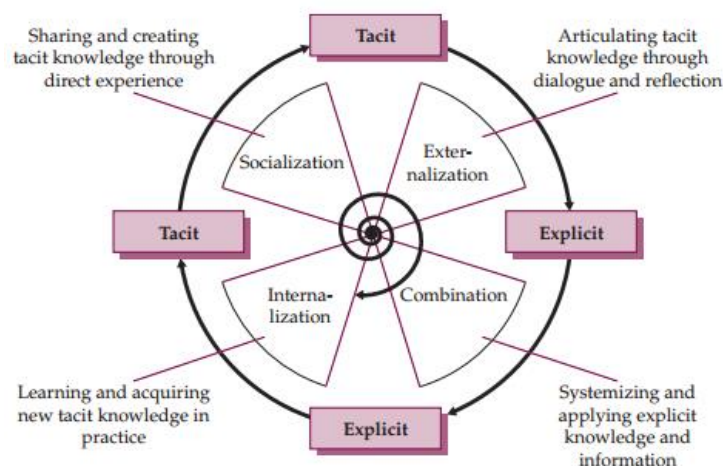 Sharing and creating
tacit knowledge through
direct experience
Tacit
Articulating tacit
knowledge through
dialogue and reflection
Socialization
Exter-
nalization
Tacit
Explicit
Interna-
lization
Combination
Learning and acquiring
new tacit knowledge in
practice
Explicit
Systemizing and
applying explicit
knowledge and
information